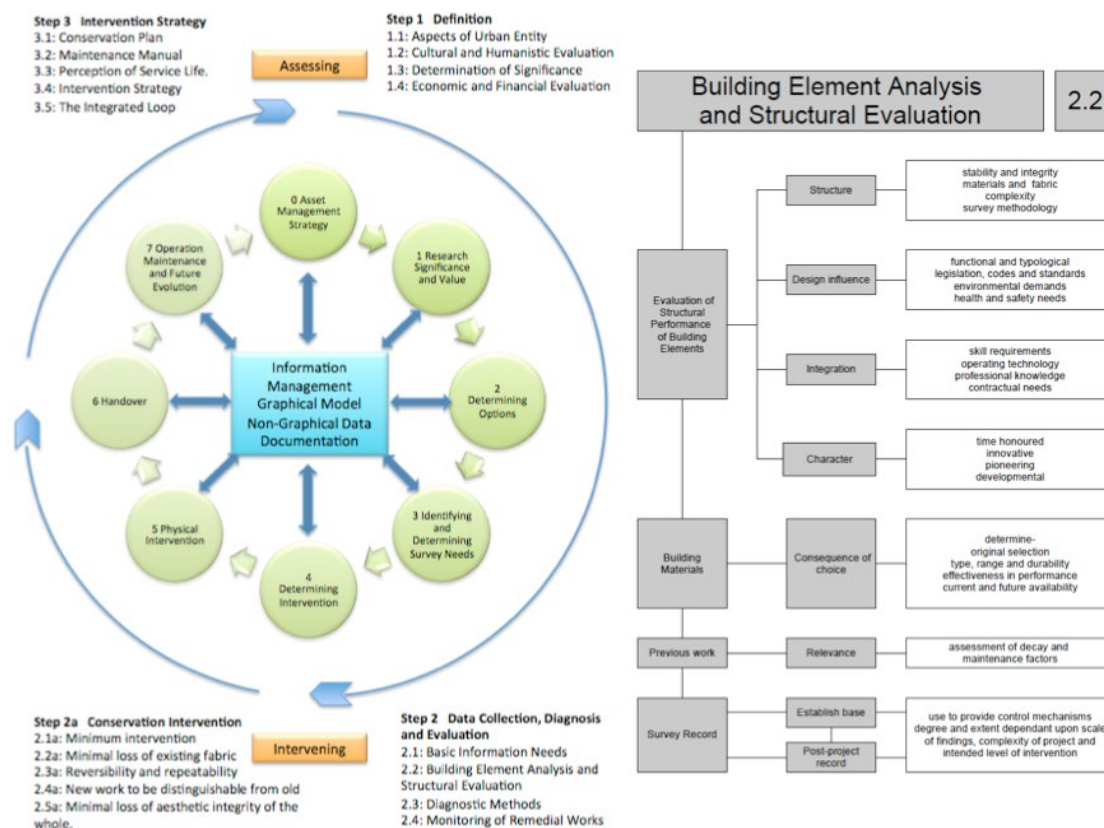 Step 3 Intervention Strategy
3.1: Conservation Plan
3.2: Maintenance Manual
3.3: Perception of Service Life.
3.4: Intervention Strategy
3.5: The Integrated Loop
Assessing
Step 1 Definition
1.1: Aspects of Urban Entity
1.2: Cultural and Humanistic Evaluation
1.3: Determination of Significance
1.4: Economic and Financial Evaluation
0 Asset
Management
Strategy
1 Research
Significance
and Value
2
Determining
Options
3 Identifying
and
Determining
Survey Needs
4
Determining
Intervention
5 Physical
Intervention
6 Handover
7 Operation
Maintenance
and Future
Evolution
Information
Management
Graphical Model
Non-Graphical Data
Documentation
Step 2a Conservation Intervention
2.1a: Minimum intervention
2.2a: Minimal loss of existing fabric
2.3a: Reversibility and repeatability
2.4a: New work to be distinguishable from old
2.5a: Minimal loss of aesthetic integrity of the
whole.
Intervening
Step 2 Data Collection, Diagnosis
and Evaluation
2.1: Basic Information Needs
2.2: Building Element Analysis and
Structural Evaluation
2.3: Diagnostic Methods
2.4: Monitoring of Remedial Works
Building Element Analysis
and Structural Evaluation
2.2
Evaluation of
Structural
Performance
of Building
Elements
Structure
stability and integrity
materials and fabric
complexity
survey methodology
Design influence
functional and typological
legislation, codes and standards
environmental demands
health and safety needs
Integration
skill requirements
operating technology
professional knowledge
contractual needs
Character
time honoured
innovative
pioneering
developmental
Building
Materials
Consequence of
choice
determine-
original selection
type, range and durability
effectiveness in performance
current and future availability
Previous work
Relevance
assessment of decay and
maintenance factors
Survey Record
Establish base
Post-project
record
use to provide control mechanisms
degree and extent dependant upon scale
of findings, complexity of project and
intended level of intervention